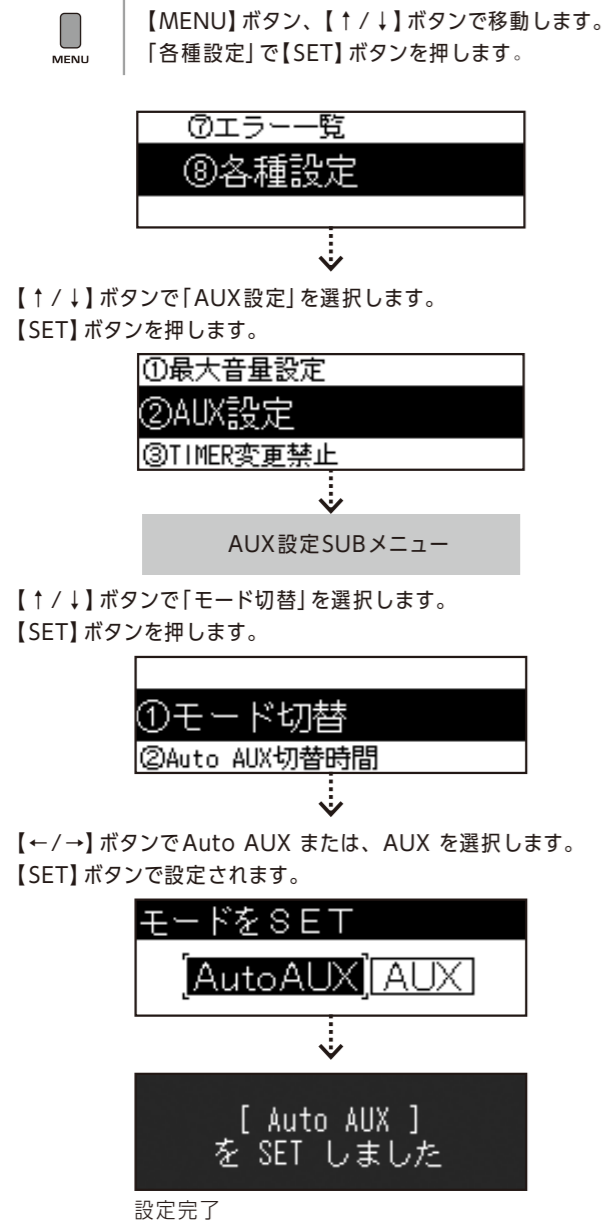 MENU
【MENU】ボタン、【↑/↓】ボタンで移動します。
「各種設定」で【SET】ボタンを押します。
⑦エラー一覧
⑧各種設定
【↑/↓】ボタンで「AUX設定」を選択します。
【SET】ボタンを押します。
①最大音量設定
②AUX設定
③TIMER変更禁止
AUX設定SUBメニュー
【↑/↓】ボタンで「モード切替」を選択します。
【SET】ボタンを押します。
①モード切替
②Auto AUX切替時間
【←/→】ボタンでAuto AUX または、AUX を選択します。
【SET】ボタンで設定されます。
モードをSET
[AutoAUX] AUX
[ Auto AUX ]
を SET しました
設定完了